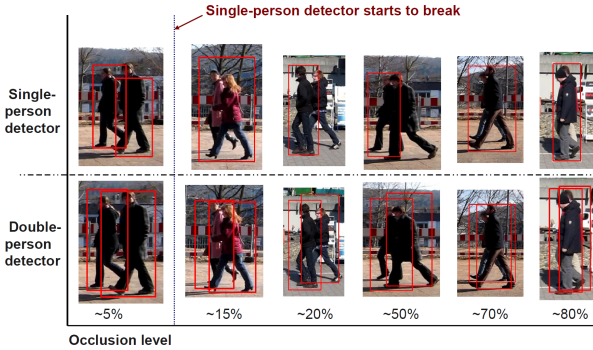 Single-person detector starts to break
Single-
person
detector
Double-
person
detector
~5%
~15%
~20%
~50%
~70%
~80%
Occlusion level